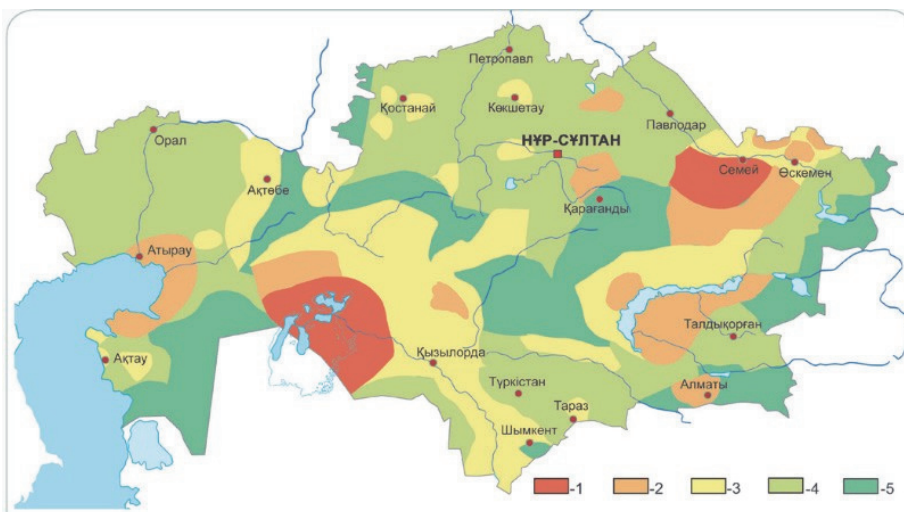 Петропавл
Қостанай
Көкшетау
Павлодар
Орал
НҰР-СҰЛТАН
Семей
Өскемен
Ақтөбе
Қарағанды
Атырау
Талдықорған
Ақтау
Қызылорда
Түркістан
Алматы
Тараз
Шымкент
-1 -2 -3 -4 -5